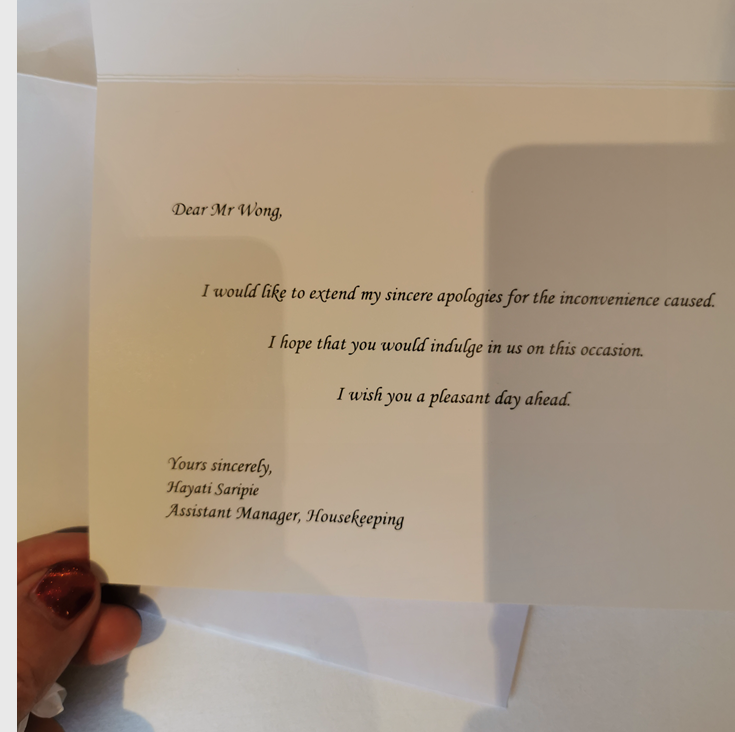 Dear Mr Wong,
I would like to extend my sincere apologies for the inconvenience caused.
I hope that you would indulge in us on this occasion.
I wish you a pleasant day ahead.
Yours sincerely,
Hayati Saripie
Assistant Manager, Housekeeping